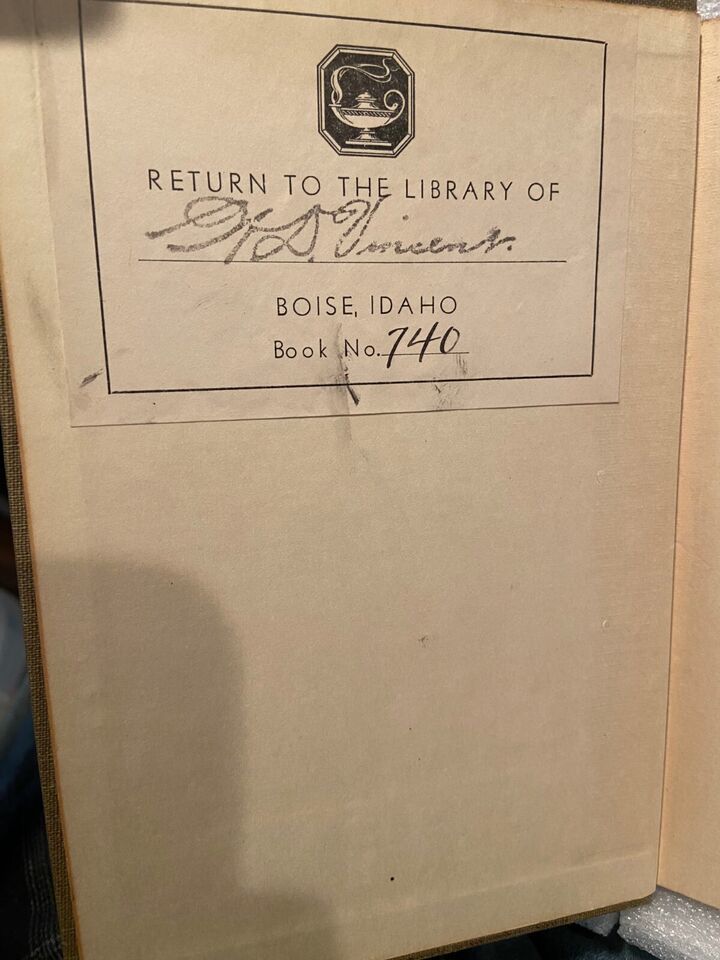 RETURN TO THE LIBRARY OF
W. D. Vincent.
BOISE, IDAHO
Book No. 740